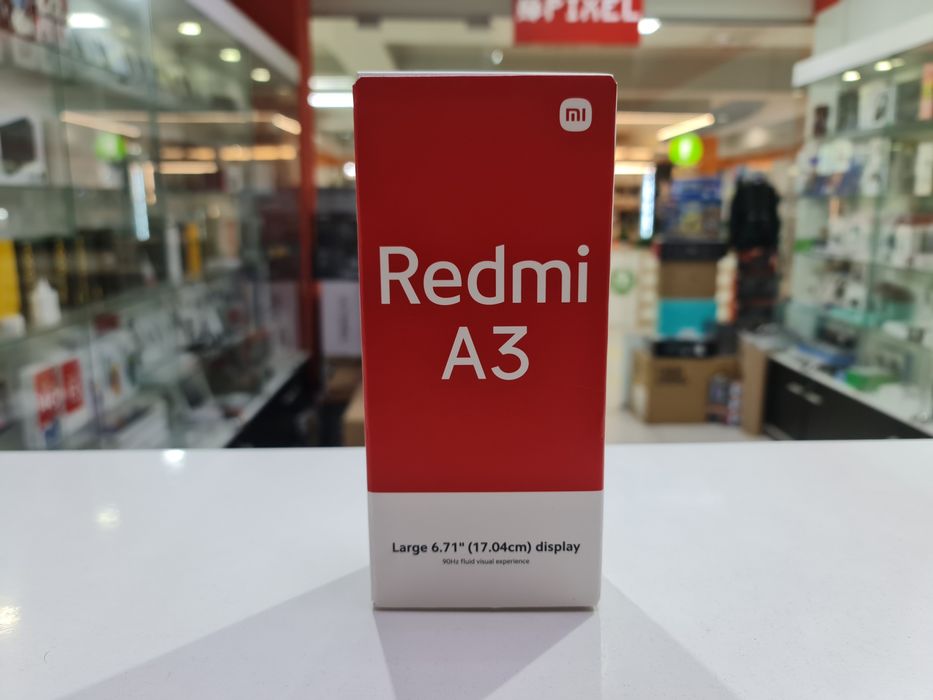 PIXEL
mi
Redmi
A3
Large 6.71" (17.04cm) display
90Hz fluid visual experience